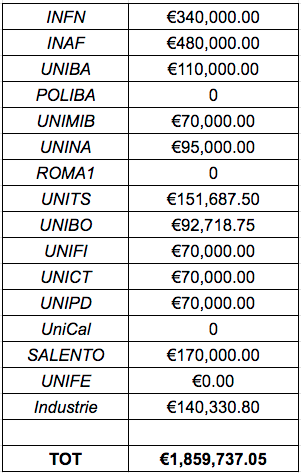 INFN €340,000.00
INAF €480,000.00
UNIBA €110,000.00
POLIBA 0
UNIMIB €70,000.00
UNINA €95,000.00
ROMA1 0
UNITS €151,687.50
UNIBO €92,718.75
UNIFI €70,000.00
UNICT €70,000.00
UNIPD €70,000.00
UniCal 0
SALENTO €170,000.00
UNIFE €0.00
Industrie €140,330.80
TOT €1,859,737.05